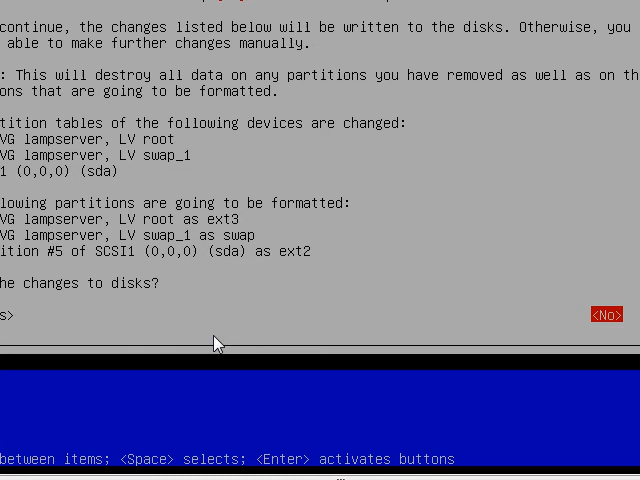 continue, the changes listed below will be written to the disks. Otherwise, you
able to make further changes manually.
: This will destroy all data on any partitions you have removed as well as on th
ons that are going to be formatted.
tition tables of the following devices are changed:
VG lampserver, LV root
VG lampserver, LV swap_1
1 (0,0,0) (sda)
lowing partitions are going to be formatted:
VG lampserver, LV root as ext3
VG lampserver, LV swap_1 as swap
ition #5 of SCSI1 (0,0,0) (sda) as ext2
he changes to disks?
s> <No>
between items; <Space> selects; <Enter> activates buttons